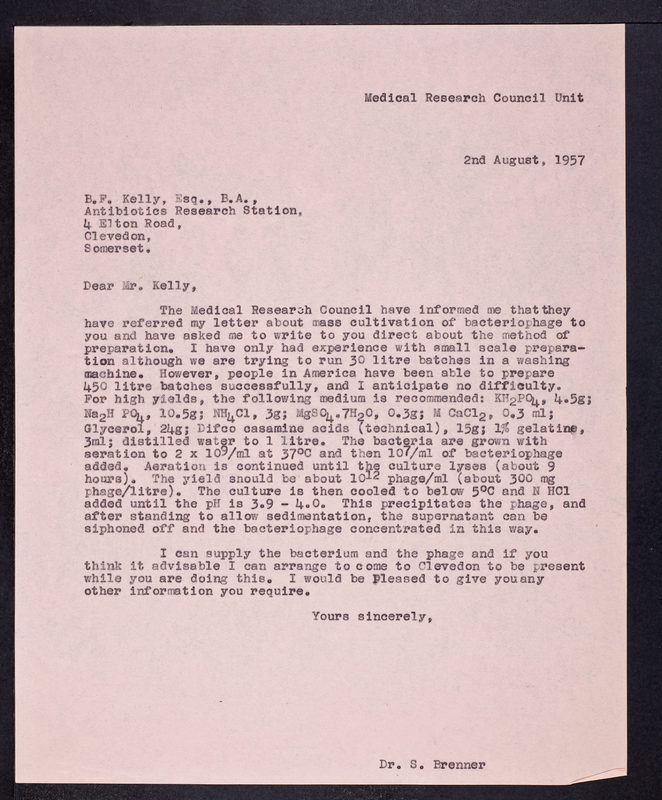 Medical Research Council Unit
2nd August, 1957
B.F. Kelly, Esq., B.A.,
Antibiotics Research Station,
4 Elton Road,
Clevedon,
Somerset.
Dear Mr. Kelly,
The Medical Research Council have informed me that they
have referred my letter about mass cultivation of bacteriophage to
you and have asked me to write to you direct about the method of
preparation. I have only had experience with small scale prepara-
tion although we are trying to run 30 litre batches in a washing
machine. However, people in America have been able to prepare
450 litre batches successfully, and I anticipate no difficulty.
For high yields, the following medium is recommended: KH₂PO₄, 4.5g;
Na₂H PO₄, 10.5g; NH₄Cl, 3g; MgSO₄.7H₂O, 0.3g; M CaCl₂, 0.3 ml;
Glycerol, 24g; Difco casamine acids (technical), 15g; 1% gelatine,
3ml; distilled water to 1 litre. The bacteria are grown with
aeration to 2 x 10⁹/ml at 37⁰C and then 10⁷/ml of bacteriophage
added. Aeration is continued until the culture lyses (about 9
hours). The yield snould be about 10¹² phage/ml (about 300 mg
phage/litre). The culture is then cooled to below 5⁰C and N HCl
added until the pH is 3.9 - 4.0. This precipitates the phage, and
after standing to allow sedimentation, the supernatant can be
siphoned off and the bacteriophage concentrated in this way.
I can supply the bacterium and the phage and if you
think it advisable I can arrange to come to Clevedon to be present
while you are doing this. I would be pleased to give you any
other information you require.
Yours sincerely,
Dr. S. Brenner